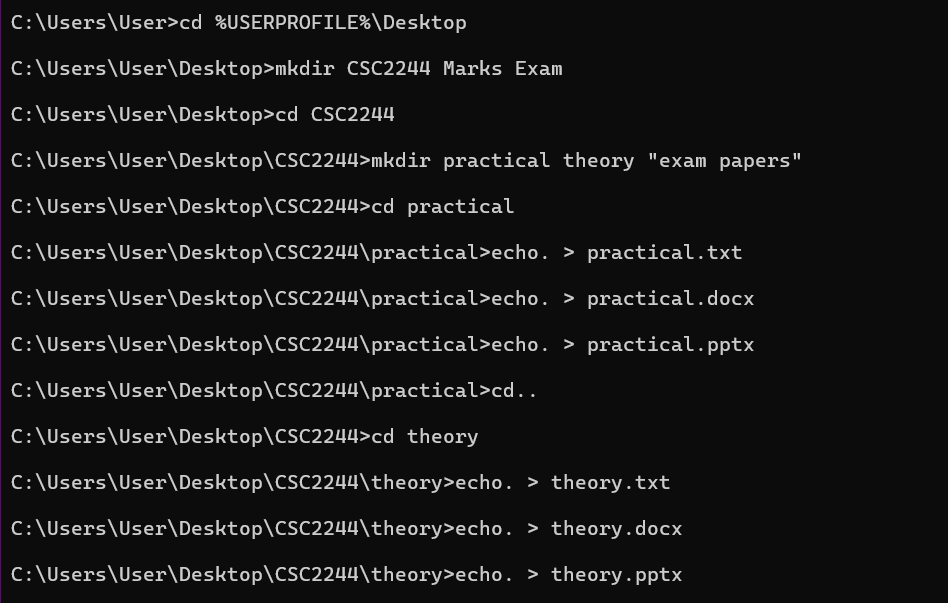 C:\Users\User>cd %USERPROFILE%\Desktop
C:\Users\User\Desktop>mkdir CSC2244 Marks Exam
C:\Users\User\Desktop>cd CSC2244
C:\Users\User\Desktop\CSC2244>mkdir practical theory "exam papers"
C:\Users\User\Desktop\CSC2244>cd practical
C:\Users\User\Desktop\CSC2244\practical>echo. > practical.txt
C:\Users\User\Desktop\CSC2244\practical>echo. > practical.docx
C:\Users\User\Desktop\CSC2244\practical>echo. > practical.pptx
C:\Users\User\Desktop\CSC2244\practical>cd..
C:\Users\User\Desktop\CSC2244>cd theory
C:\Users\User\Desktop\CSC2244\theory>echo. > theory.txt
C:\Users\User\Desktop\CSC2244\theory>echo. > theory.docx
C:\Users\User\Desktop\CSC2244\theory>echo. > theory.pptx